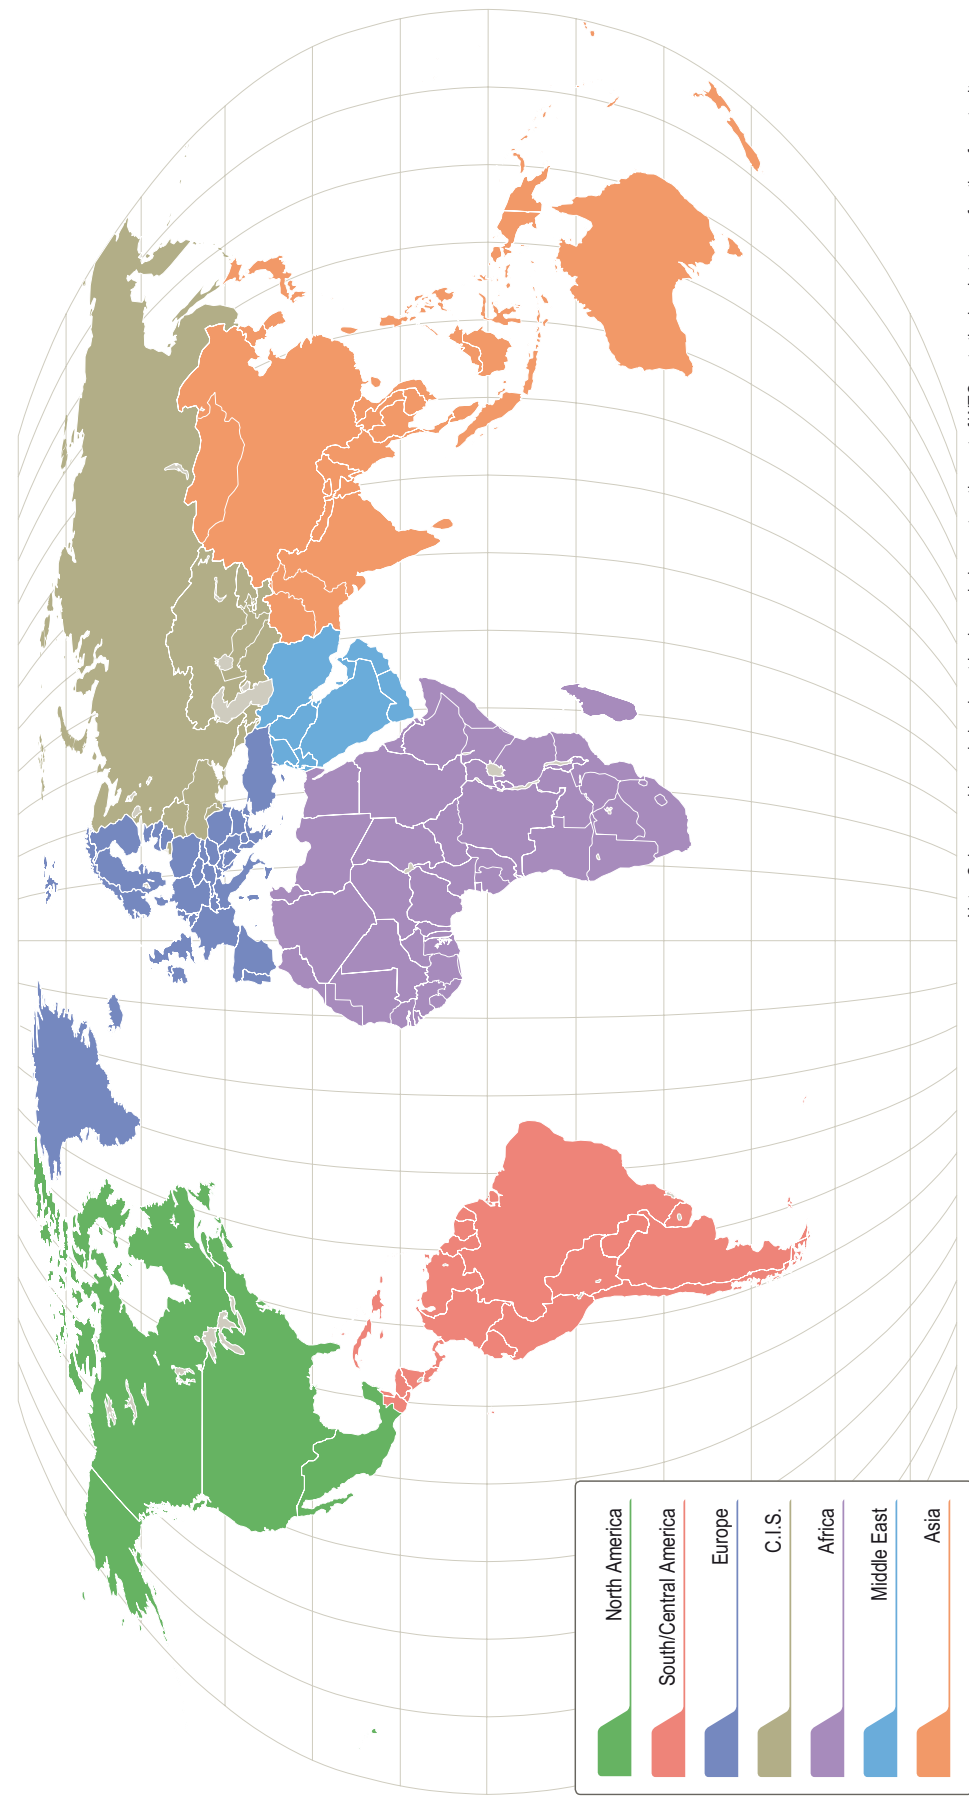 North America
South/Central America
Europe
C.I.S.
Africa
Middle East
Asia